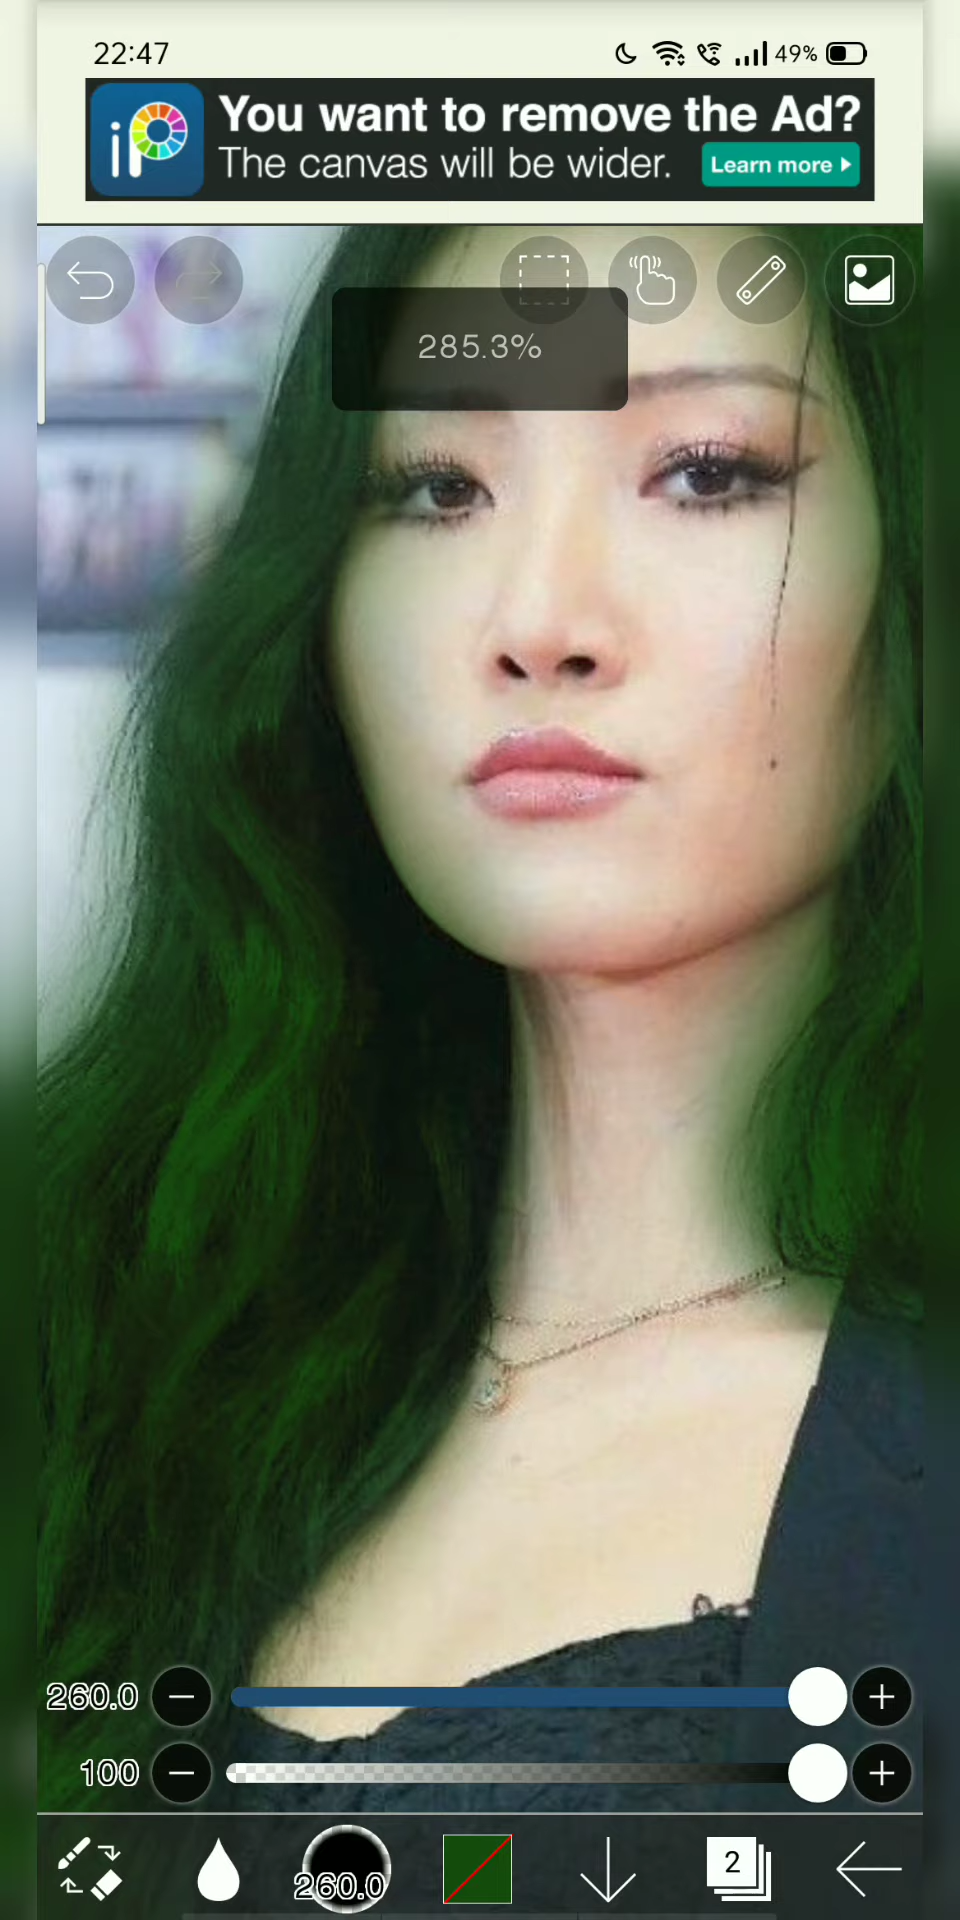 22:47
49%
iP
You want to remove the Ad?
The canvas will be wider.
Learn more
285.3%
260.0
100
260.0
2